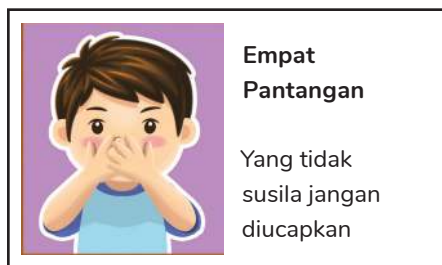 Empat
Pantangan
Yang tidak
susila jangan
diucapkan